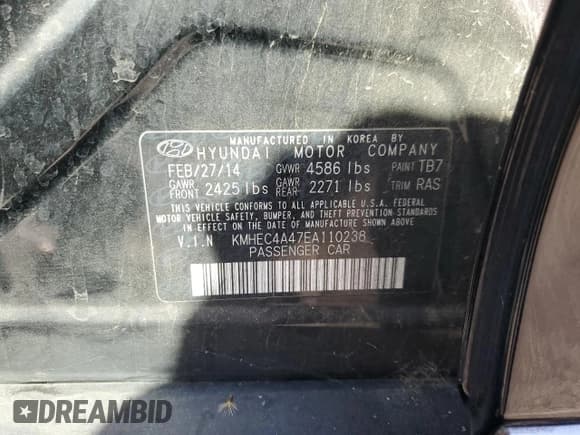 MANUFACTURED IN KOREA BY
HYUNDAI MOTOR COMPANY
FEB/27/14 GVWR 4586 lbs PAINT TB7
GAWR FRONT 2425 lbs GAWR REAR 2271 lbs TRIM RAS
THIS VEHICLE CONFORMS TO ALL APPLICABLE U.S.A. FEDERAL
MOTOR VEHICLE SAFETY, BUMPER, AND THEFT PREVENTION STANDARDS
IN EFFECT ON THE DATE OF MANUFACTURE SHOWN ABOVE.
V.I.N KMHEC4A47EA110238
PASSENGER CAR
DREAMBID